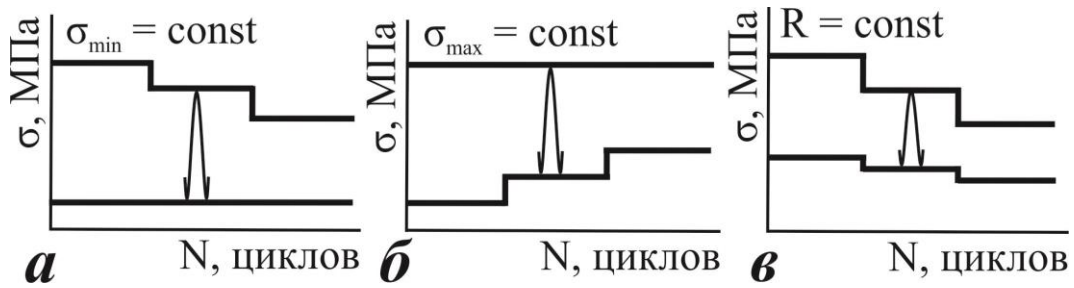 σ, МПа
σmin = const
N, циклов
а
σ, МПа
σmax = const
N, циклов
б
σ, МПа
R = const
N, циклов
в